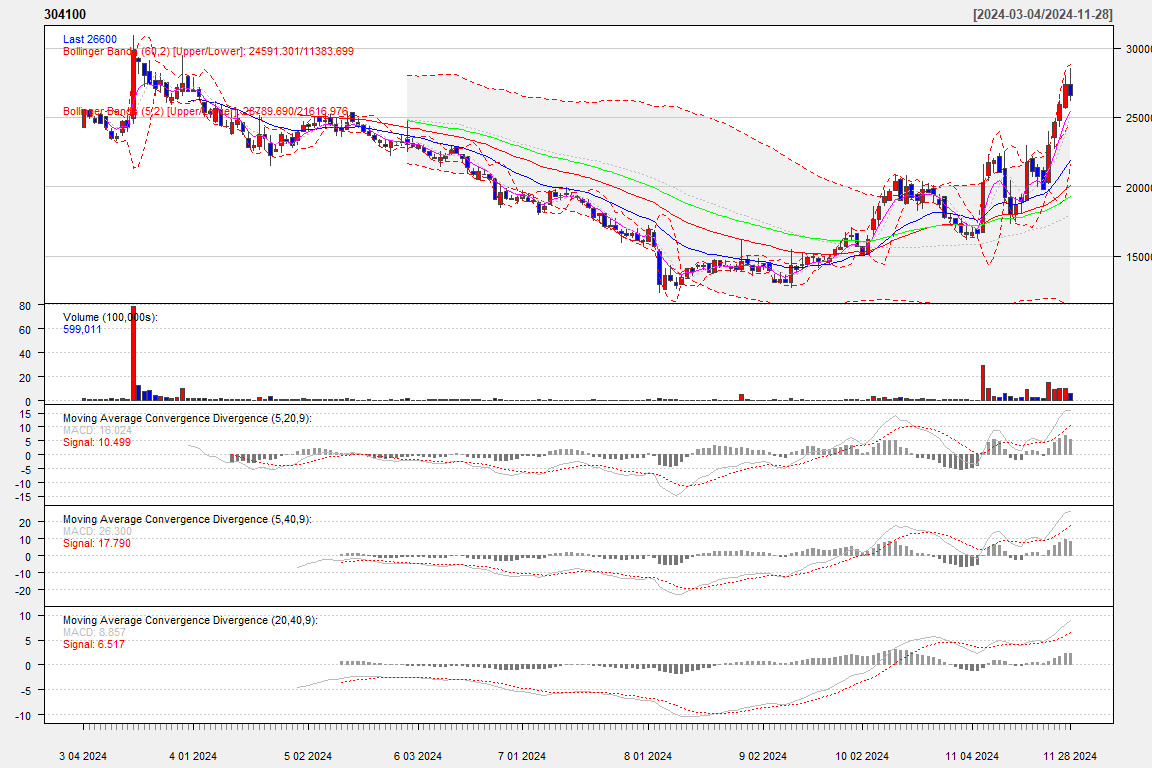 304100 [2024-03-04/2024-11-28]
Last 26600
Bollinger Bands (60,2) [Upper/Lower]: 24591.301/11383.699
Bollinger Bands (5,2) [Upper/Lower]: 28789.690/21616.976
30000
25000
20000
15000
Volume (100,000s):
599,011
80
60
40
20
0
Moving Average Convergence Divergence (5,20,9):
MACD: 16.024
Signal: 10.499
15
10
5
0
-5
-10
-15
Moving Average Convergence Divergence (5,40,9):
MACD: 26.300
Signal: 17.790
20
10
0
-10
-20
Moving Average Convergence Divergence (20,40,9):
MACD: 8.857
Signal: 6.517
10
5
0
-5
-10
3 04 2024 4 01 2024 5 02 2024 6 03 2024 7 01 2024 8 01 2024 9 02 2024 10 02 2024 11 04 2024 11 28 2024